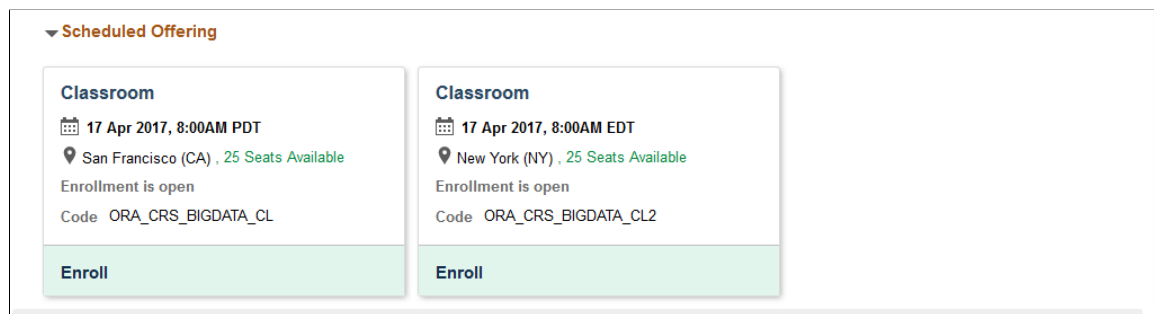 Scheduled Offering
Classroom
17 Apr 2017, 8:00AM PDT
San Francisco (CA) , 25 Seats Available
Enrollment is open
Code ORA_CRS_BIGDATA_CL
Enroll
Classroom
17 Apr 2017, 8:00AM EDT
New York (NY) , 25 Seats Available
Enrollment is open
Code ORA_CRS_BIGDATA_CL2
Enroll